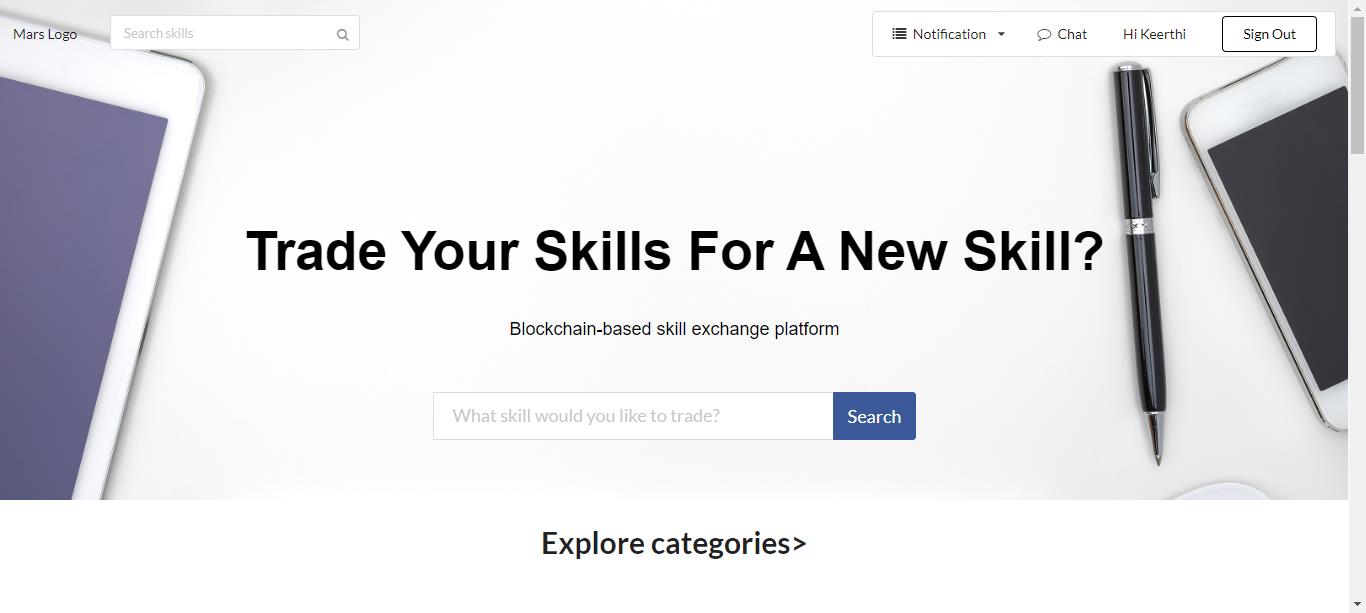 Mars Logo
Search skills
Notification
Chat
Hi Keerthi
Sign Out
Trade Your Skills For A New Skill?
Blockchain-based skill exchange platform
What skill would you like to trade?
Search
Explore categories>